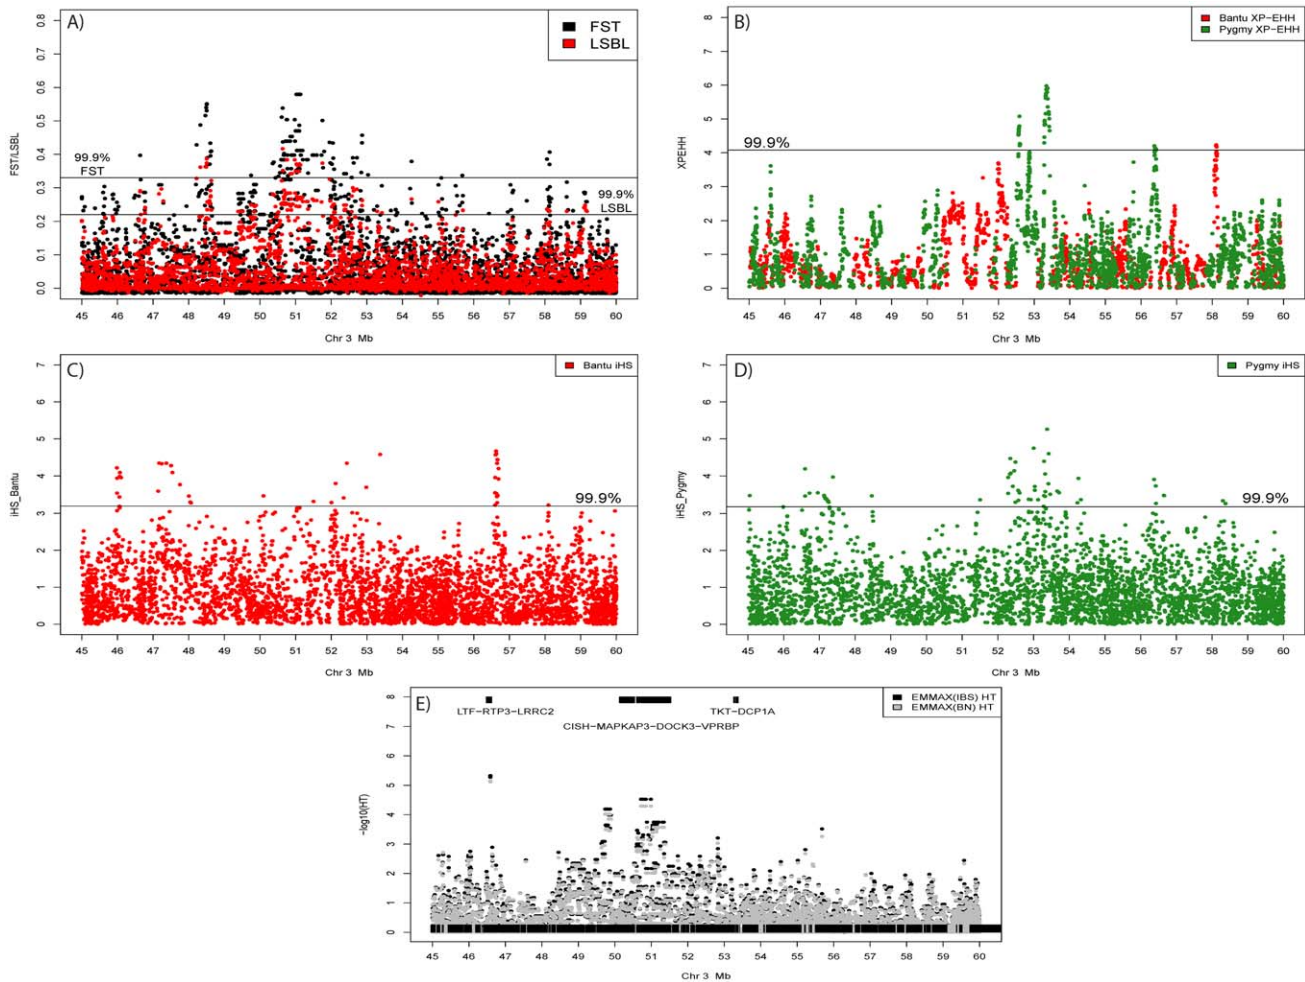 A)
FST
LSBL
0.8
0.7
0.6
0.5
0.4
0.3
0.2
0.1
0.0
FST/LSBL
99.9%
FST
99.9%
LSBL
45 46 47 48 49 50 51 52 53 54 55 56 57 58 59 60
Chr 3 Mb
B)
Bantu XP-EHH
Pygmy XP-EHH
8
7
6
5
4
3
2
1
0
XPEHH
99.9%
45 46 47 48 49 50 51 52 53 54 55 56 57 58 59 60
Chr 3 Mb
C)
Bantu iHS
7
6
5
4
3
2
1
0
iHS_Bantu
99.9%
45 46 47 48 49 50 51 52 53 54 55 56 57 58 59 60
Chr 3 Mb
D)
Pygmy iHS
7
6
5
4
3
2
1
0
iHS_Pygmy
99.9%
45 46 47 48 49 50 51 52 53 54 55 56 57 58 59 60
Chr 3 Mb
E)
EMMAX(IBS) HT
EMMAX(BN) HT
8
7
6
5
4
3
2
1
0
-log10(HT)
LTF-RTP3-LRRC2
TKT-DCP1A
CISH-MAPKAP3-DOCK3-VPRBP
45 46 47 48 49 50 51 52 53 54 55 56 57 58 59 60
Chr 3 Mb